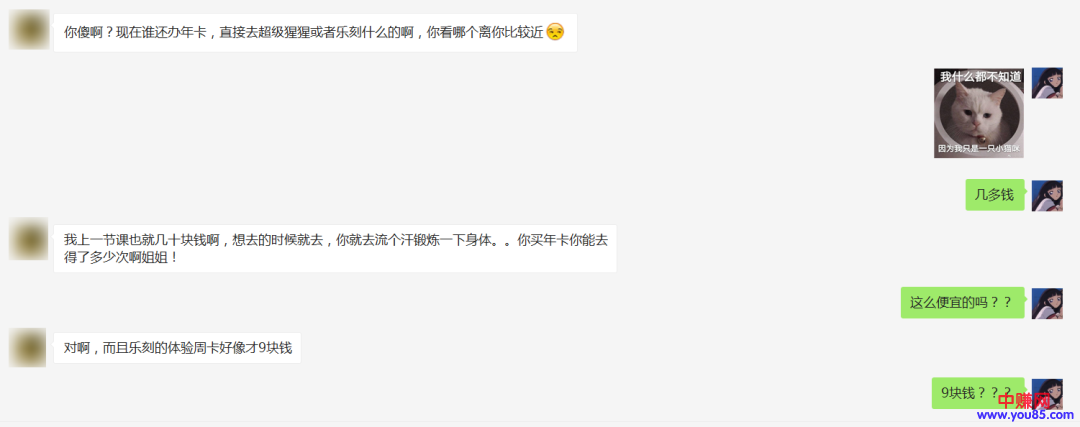 你傻啊？现在谁还办年卡，直接去超级猩猩或者乐刻什么的啊，你看哪个离你比较近
我什么都不知道
因为我只是一只小猫咪
几多钱
我上一节课也就几十块钱啊，想去的时候就去，你就去流个汗锻炼一下身体。。你买年卡你能去
得了多少次啊姐姐！
这么便宜的吗？？
对啊，而且乐刻的体验周卡好像才9块钱
9块钱？？？
中赚网
www.you85.com